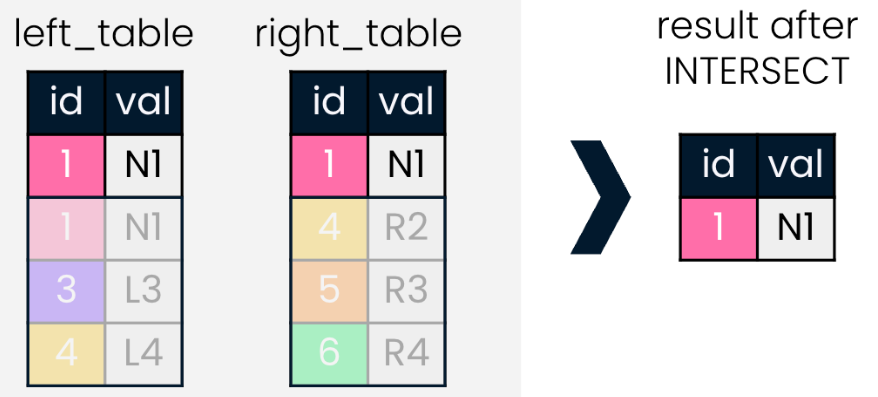 left_table
right_table
result after
INTERSECT
id val
1 N1
1 N1
3 L3
4 L4
id val
1 N1
4 R2
5 R3
6 R4
id val
1 N1